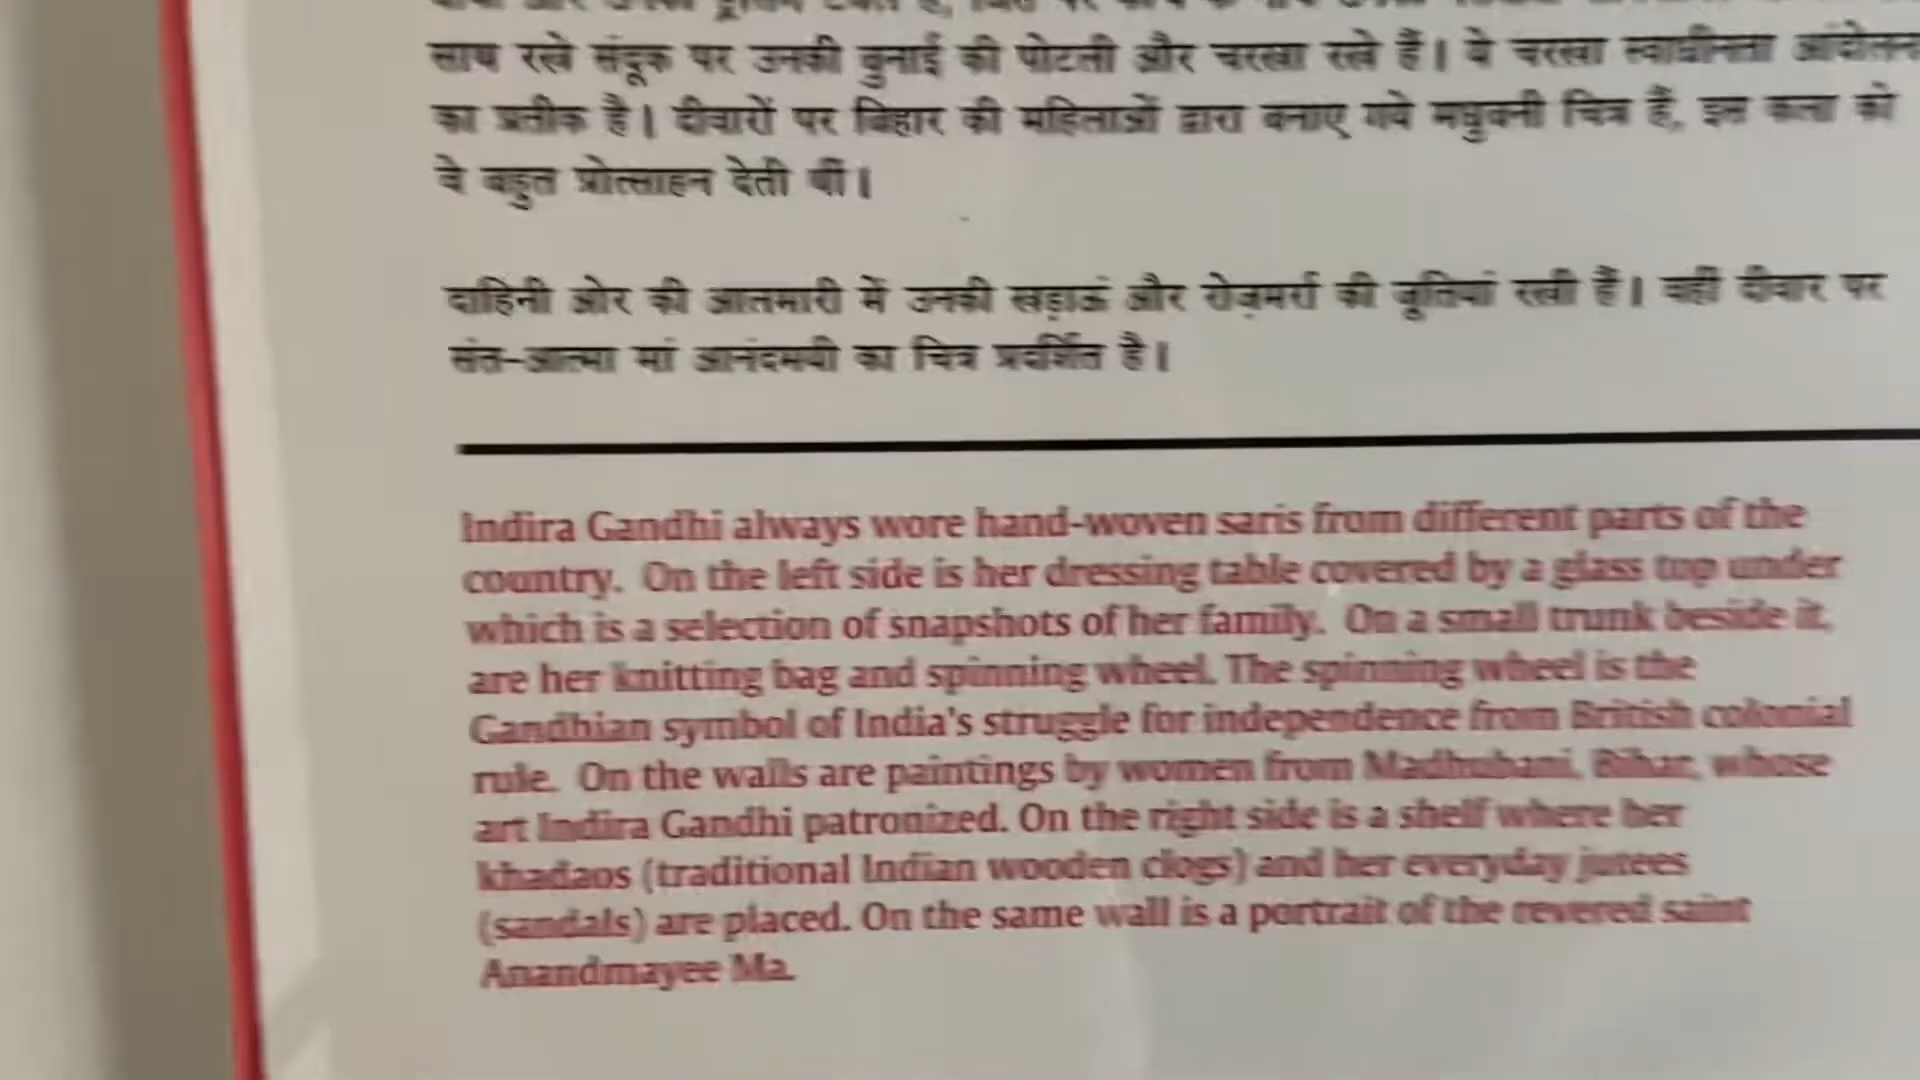 साथ रखे संदूक पर उनकी बुनाई की पोटली और चरखा रखे हैं। ये चरखा स्वाधीनता आंदोलन
का प्रतीक है। दीवारों पर बिहार की महिलाओं द्वारा बनाए गये मधुबनी चित्र हैं, इस कला को
वे बहुत प्रोत्साहन देती थीं।
दाहिनी ओर की आलमारी में उनकी खड़ाऊं और रोज़मर्रा की जूतियां रखी हैं। वहीं दीवार पर
संत-आत्मा मां आनंदमयी का चित्र प्रदर्शित है।
Indira Gandhi always wore hand-woven saris from different parts of the
country. On the left side is her dressing table covered by a glass top under
which is a selection of snapshots of her family. On a small trunk beside it,
are her knitting bag and spinning wheel. The spinning wheel is the
Gandhian symbol of India's struggle for independence from British colonial
rule. On the walls are paintings by women from Madhubani, Bihar, whose
art Indira Gandhi patronized. On the right side is a shelf where her
khadaos (traditional Indian wooden clogs) and her everyday jutees
(sandals) are placed. On the same wall is a portrait of the revered saint
Anandmayee Ma.